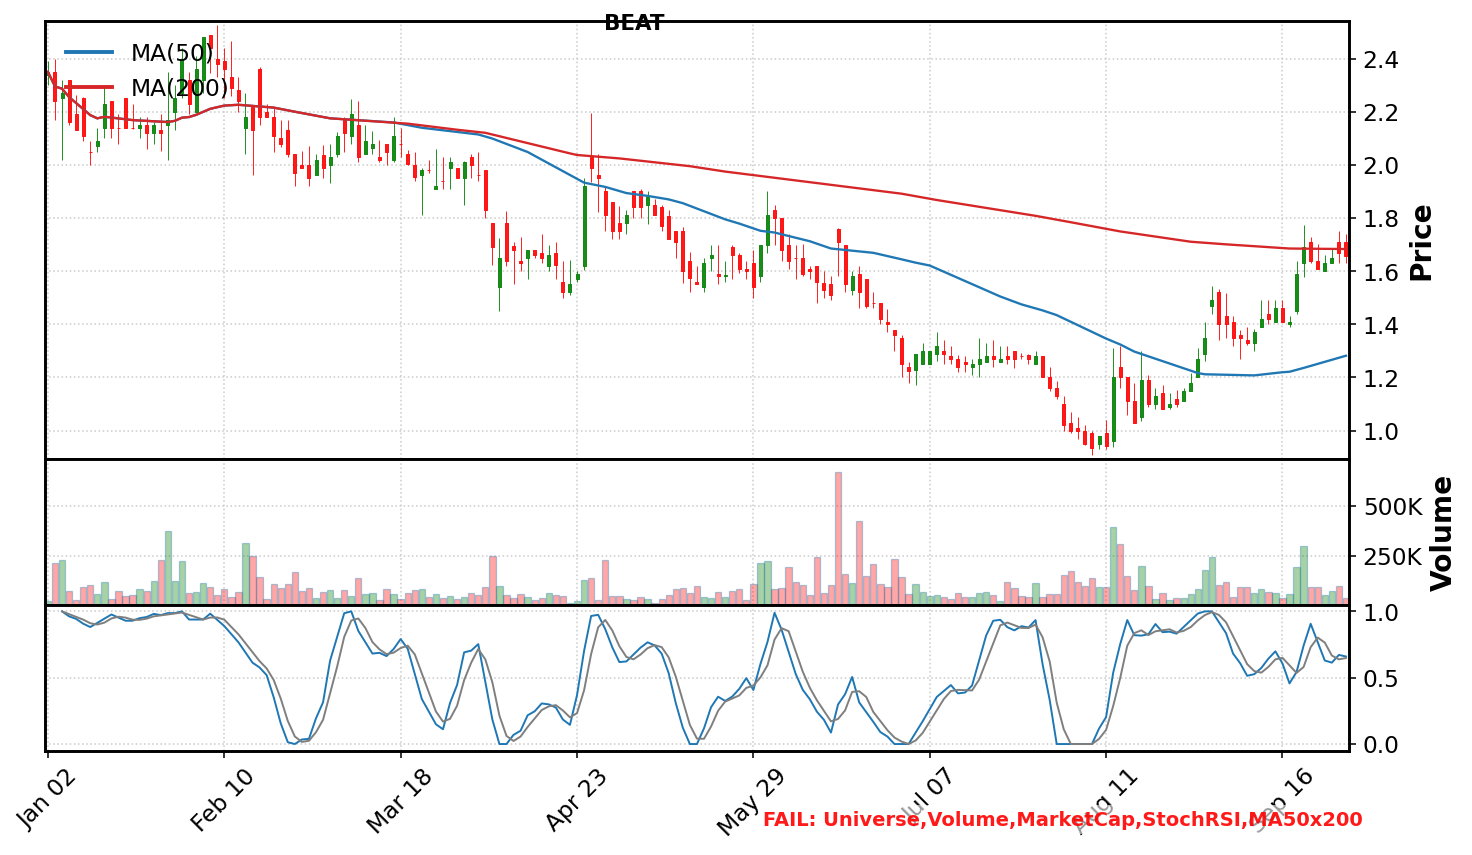 BEAT
MA(50)
MA(200)
2.4
2.2
2.0
1.8
1.6
1.4
1.2
1.0
Price
500K
250K
Volume
1.0
0.5
0.0
Jan 02
Feb 10
Mar 18
Apr 23
May 29
Jul 07
Aug 11
Sep 16
FAIL: Universe,Volume,MarketCap,StochRSI,MA50x200